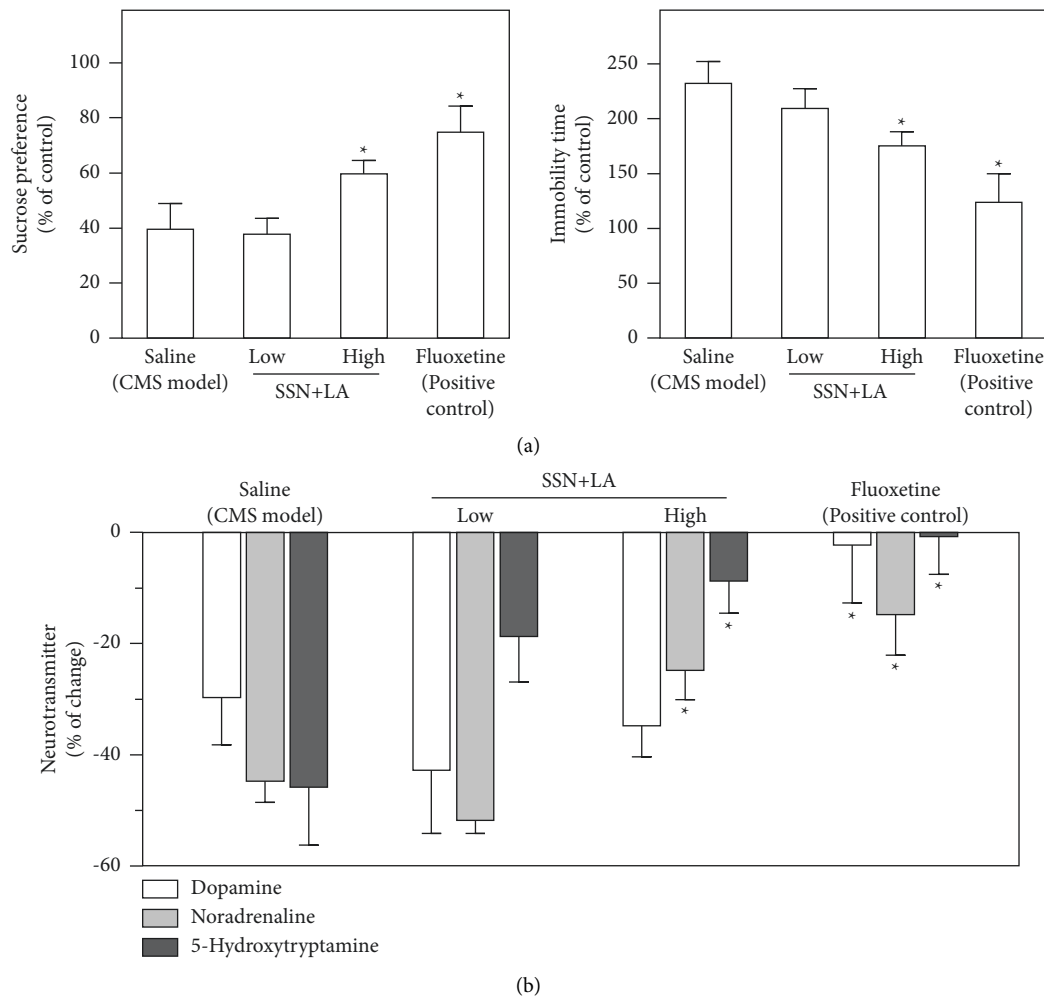 Sucrose preference
(% of control)
100
80
60
40
20
0
*
*
Saline
(CMS model)
Low
High
SSN+LA
Fluoxetine
(Positive
control)
Immobility time
(% of control)
250
200
150
100
50
0
*
*
Saline
(CMS model)
Low
High
SSN+LA
Fluoxetine
(Positive
control)
(a)
Saline
(CMS model)
SSN+LA
Low
High
Fluoxetine
(Positive control)
Neurotransmitter
(% of change)
0
-20
-40
-60
*
*
*
*
*
Dopamine
Noradrenaline
5-Hydroxytryptamine
(b)